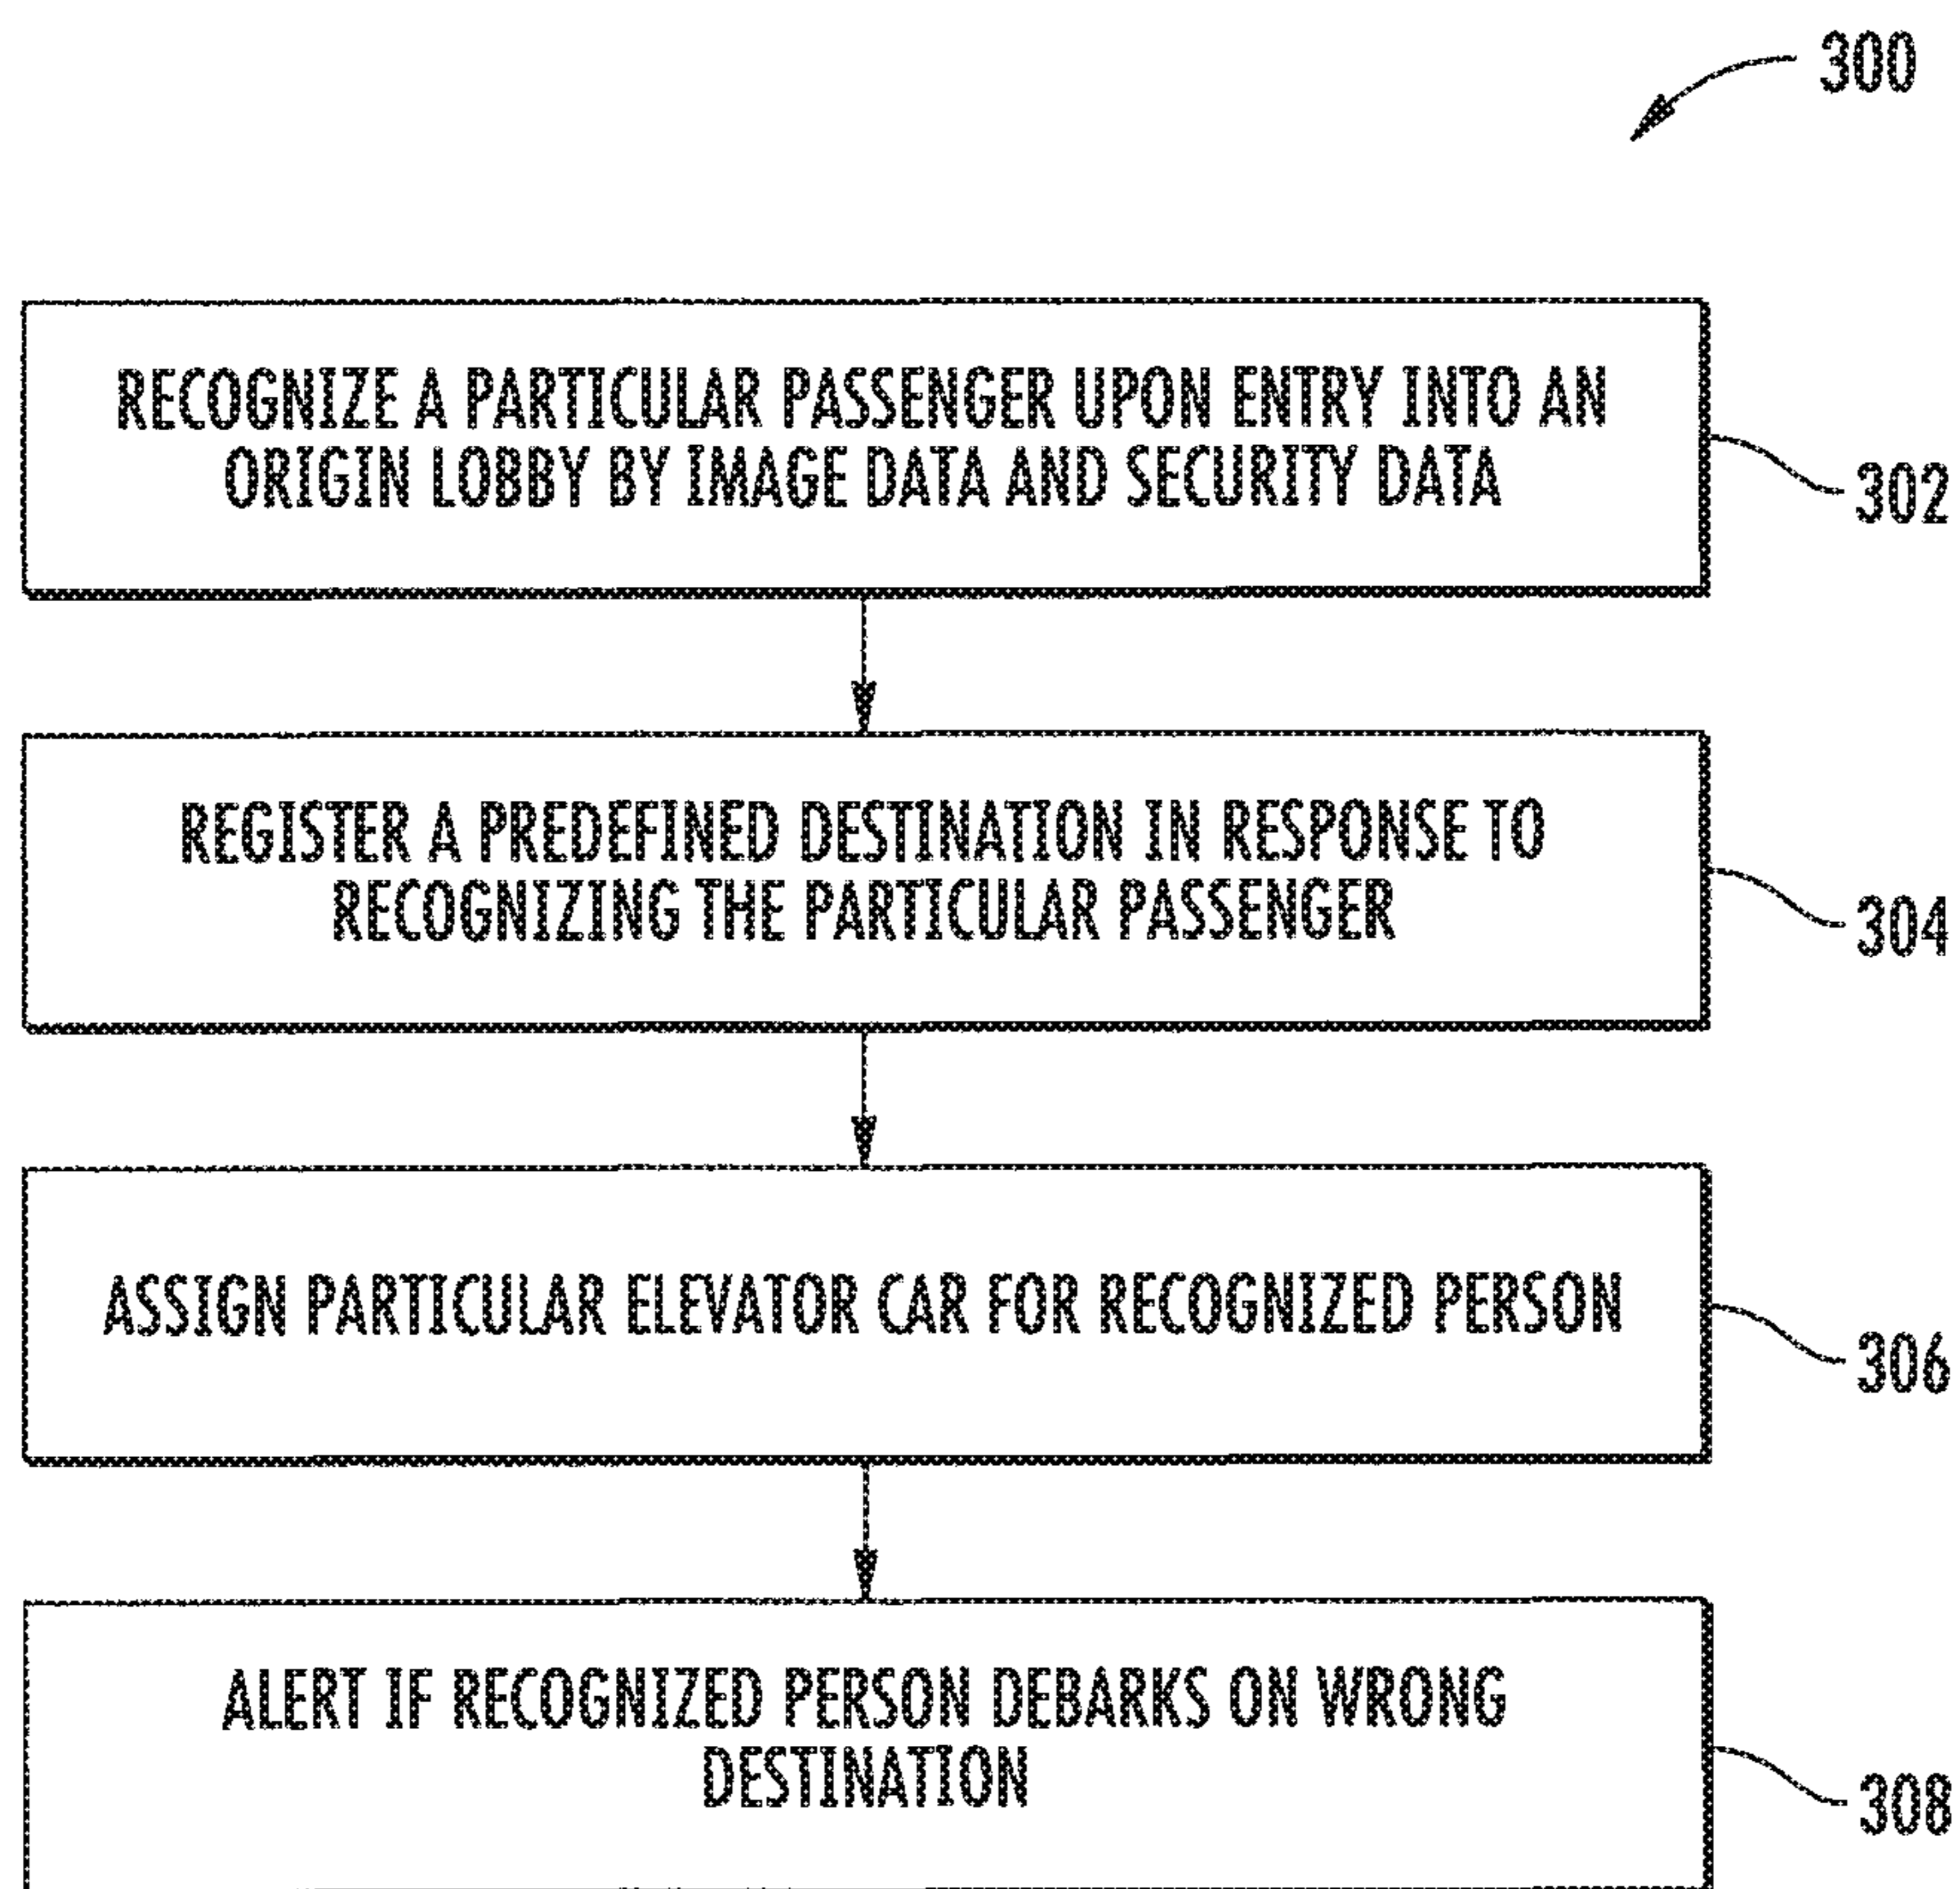 300
RECOGNIZE A PARTICULAR PASSENGER UPON ENTRY INTO AN
ORIGIN LOBBY BY IMAGE DATA AND SECURITY DATA
302
REGISTER A PREDEFINED DESTINATION IN RESPONSE TO
RECOGNIZING THE PARTICULAR PASSENGER
304
ASSIGN PARTICULAR ELEVATOR CAR FOR RECOGNIZED PERSON
306
ALERT IF RECOGNIZED PERSON DEBARKS ON WRONG
DESTINATION
308